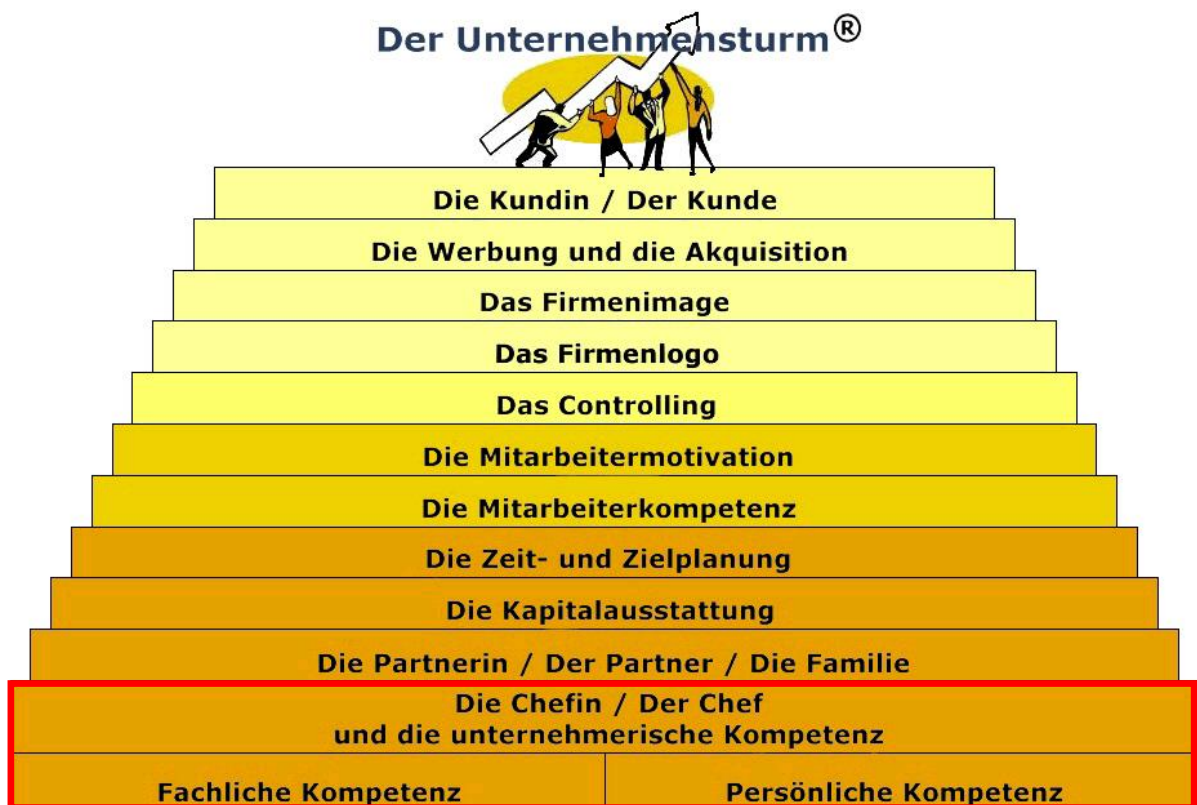 Der Unternehmensturm®
Die Kundin / Der Kunde
Die Werbung und die Akquisition
Das Firmenimage
Das Firmenlogo
Das Controlling
Die Mitarbeitermotivation
Die Mitarbeiterkompetenz
Die Zeit- und Zielplanung
Die Kapitalausstattung
Die Partnerin / Der Partner / Die Familie
Die Chefin / Der Chef
und die unternehmerische Kompetenz
Fachliche Kompetenz
Persönliche Kompetenz